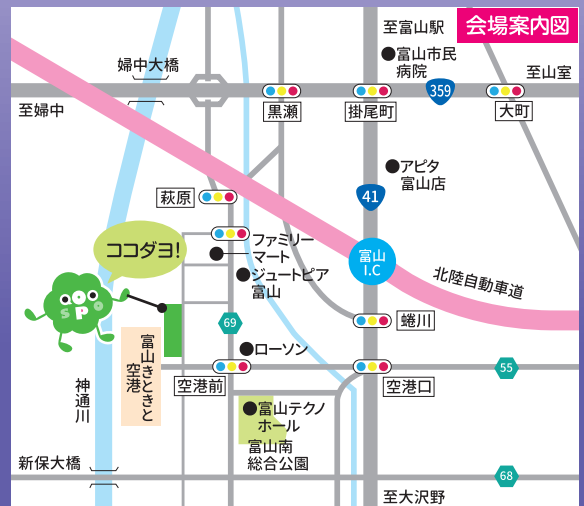 会場案内図
至富山駅
富山市民
病院
婦中大橋
至山室
359
至婦中
黒瀬
掛尾町
大町
アピタ
富山店
萩原
41
ファミリー
マート
ココダヨ!
富山
I.C
ジュートピア
富山
北陸自動車道
SPO
69
蜷川
富山きときと
空港
ローソン
55
神通川
空港前
空港口
富山テクノ
ホール
富山南
総合公園
新保大橋
68
至大沢野